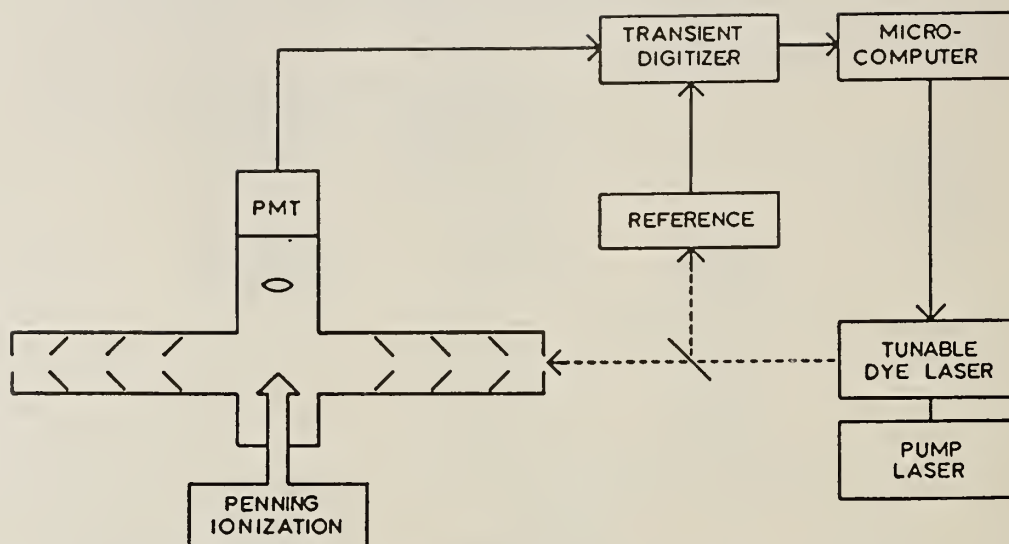 TRANSIENT
DIGITIZER
MICRO-
COMPUTER
PMT
REFERENCE
TUNABLE
DYE LASER
PUMP
LASER
PENNING
IONIZATION